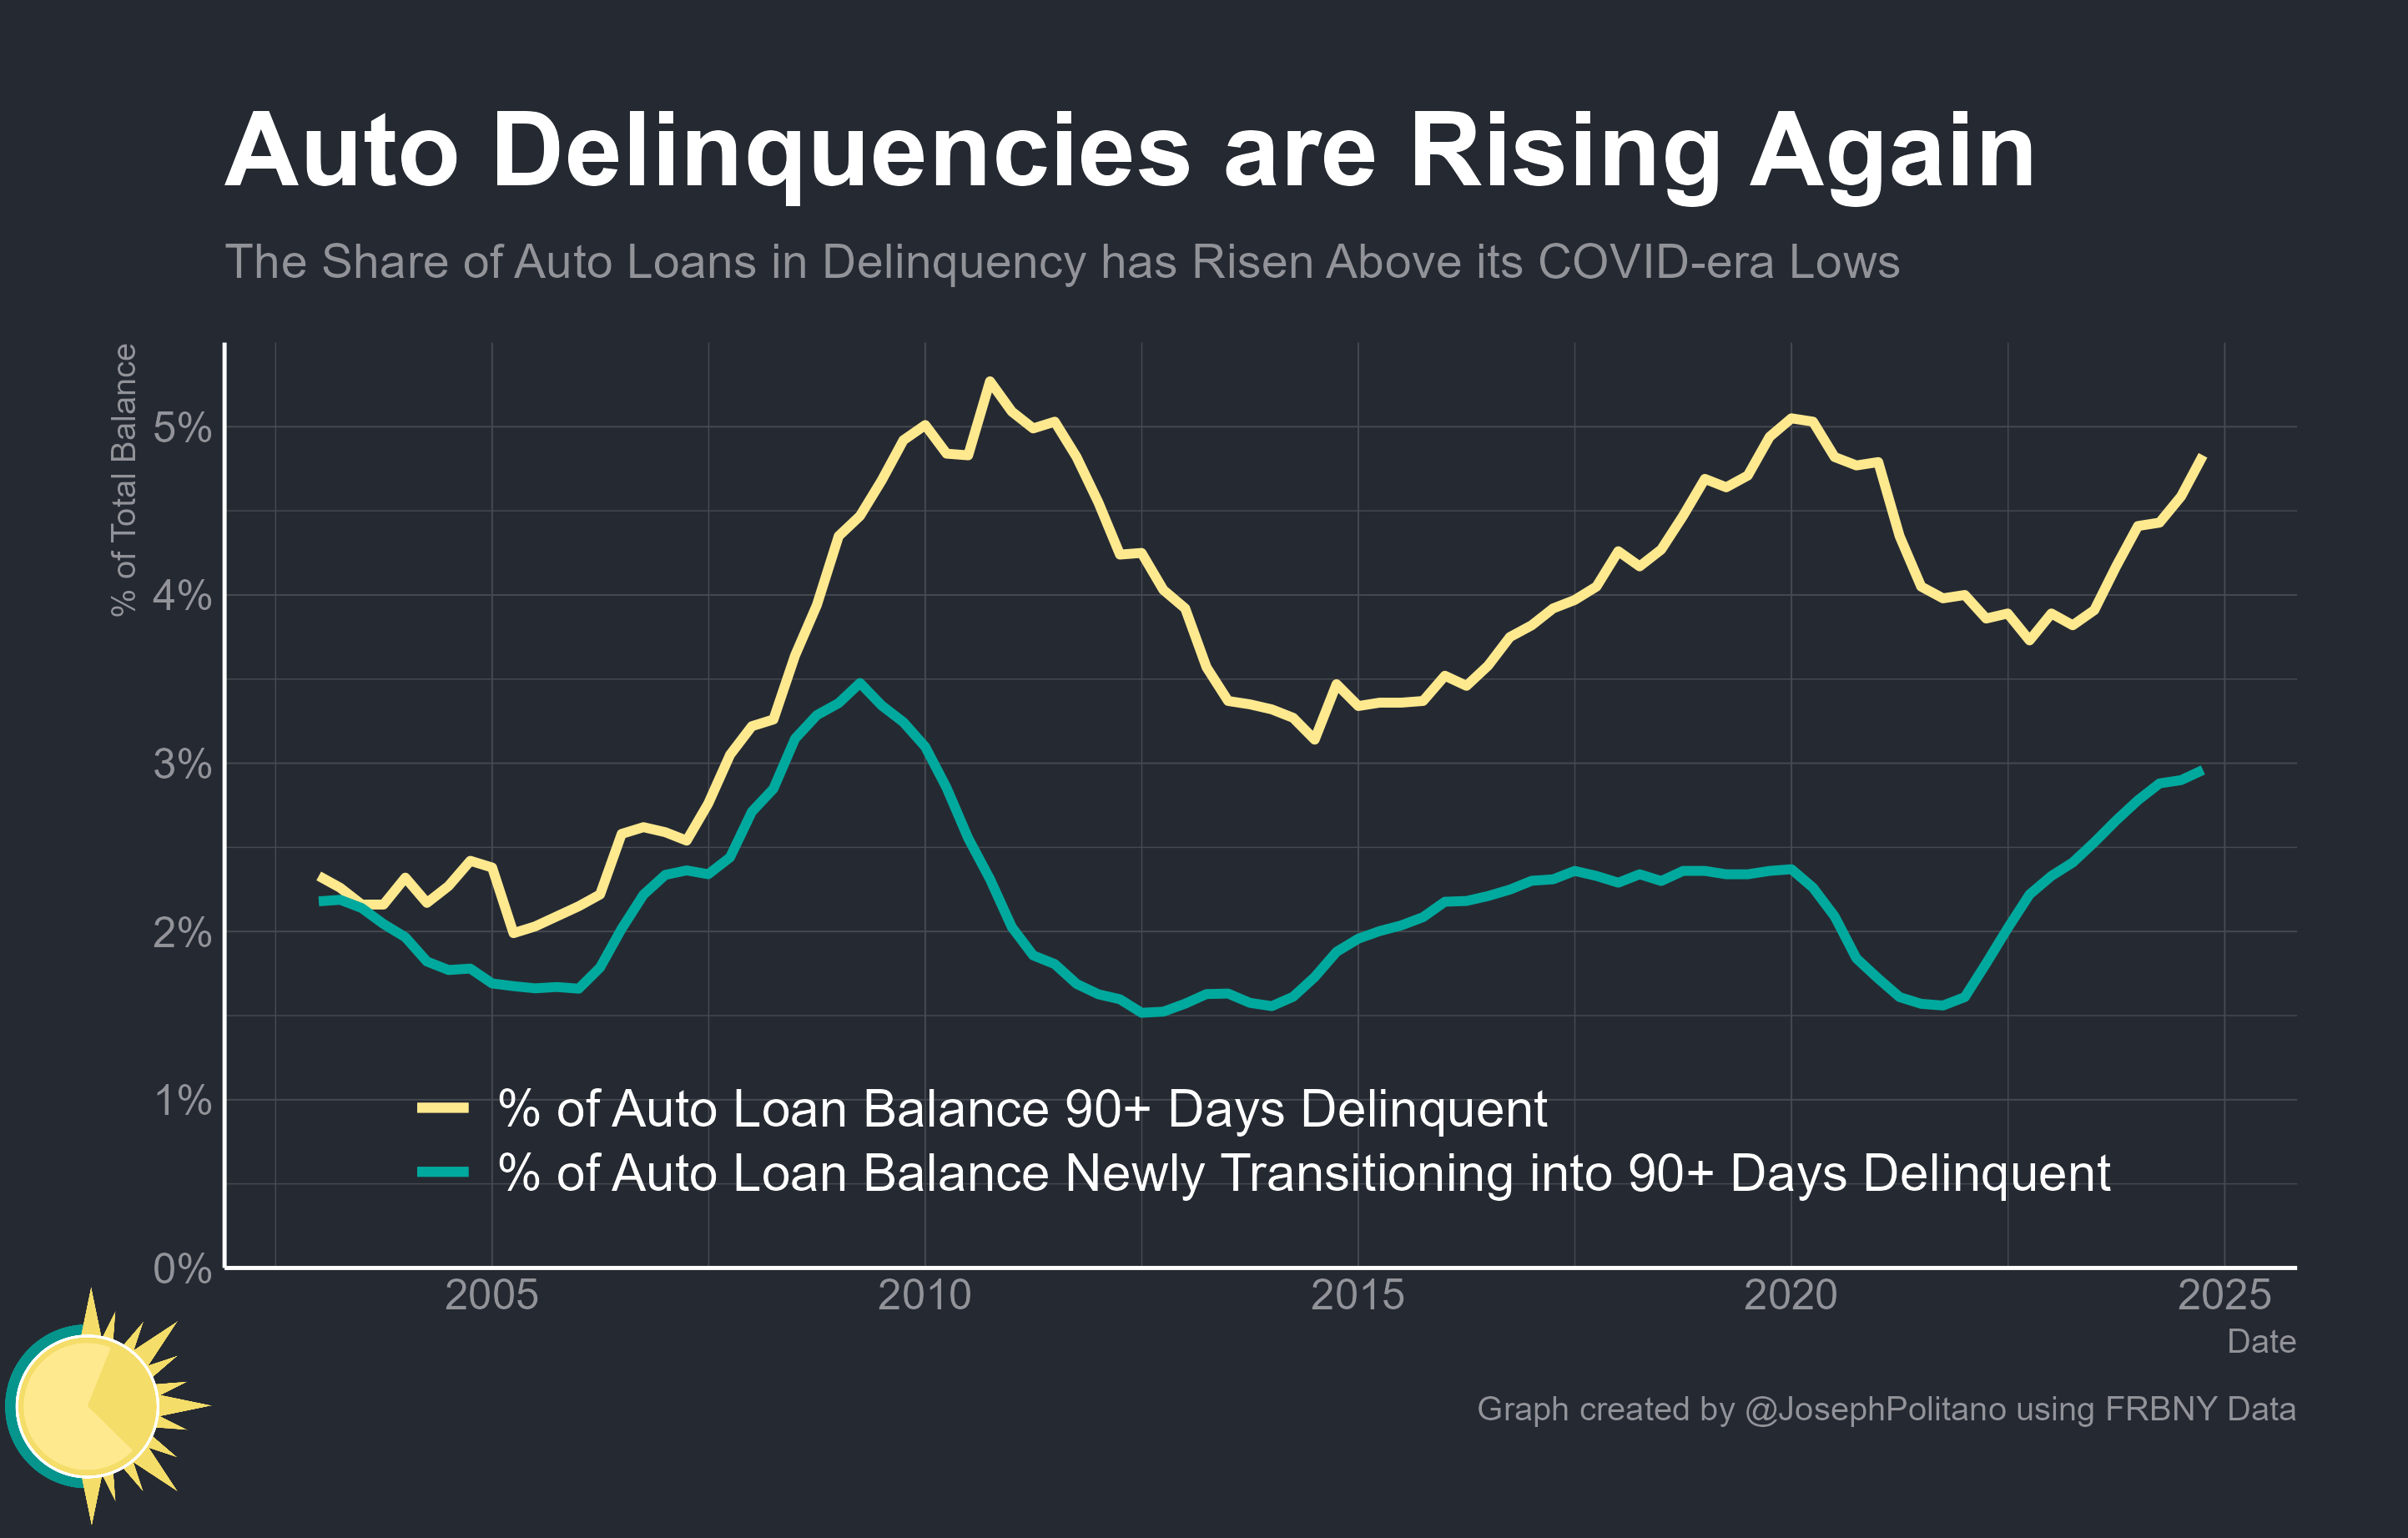 Auto Delinquencies are Rising Again
The Share of Auto Loans in Delinquency has Risen Above its COVID-era Lows
% of Total Balance
5%
4%
3%
2%
1%
0%
% of Auto Loan Balance 90+ Days Delinquent
% of Auto Loan Balance Newly Transitioning into 90+ Days Delinquent
2005
2010
2015
2020
2025
Date
Graph created by @JosephPolitano using FRBNY Data